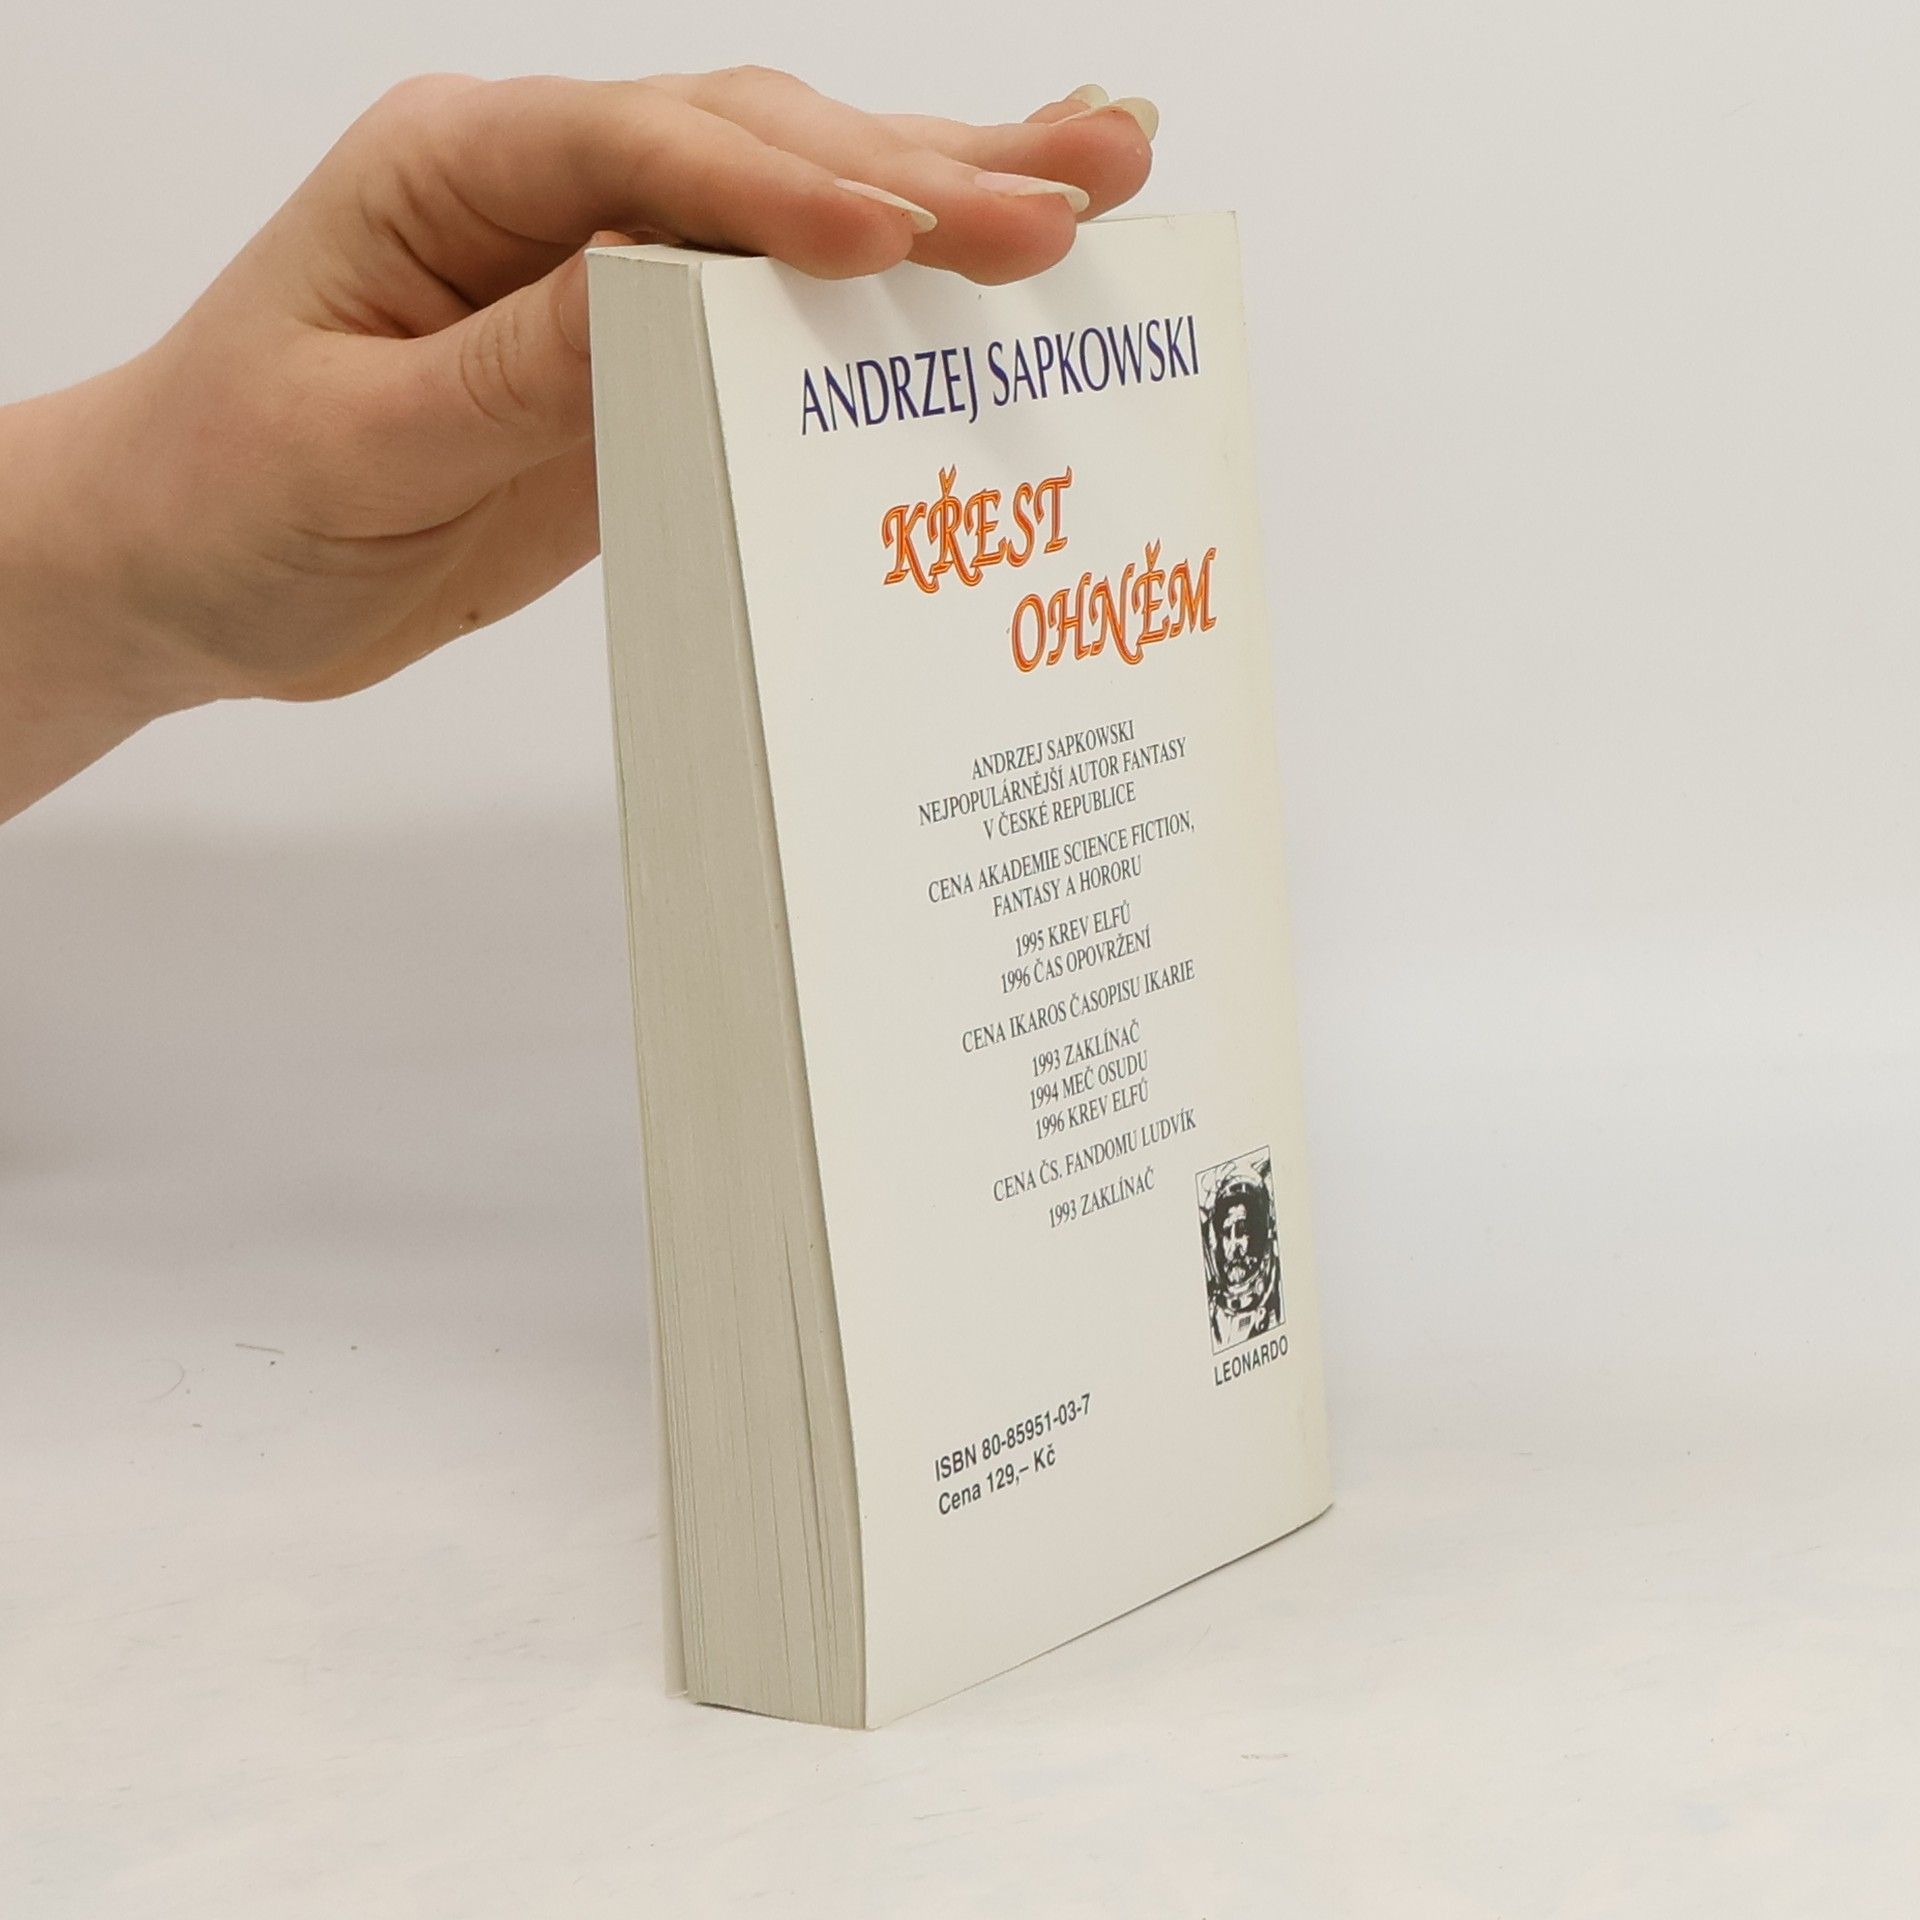 ANDRZEJ SAPKOWSKI
KŘEST
OHNĚM
ANDRZEJ SAPKOWSKI
NEJPOPULÁRNĚJŠÍ AUTOR FANTASY
V ČESKÉ REPUBLICE
CENA AKADEMIE SCIENCE FICTION,
FANTASY A HORORU
1995 KREV ELFŮ
1996 ČAS OPOVRŽENÍ
CENA IKAROS ČASOPISU IKARIE
1993 ZAKLÍNAČ
1994 MEČ OSUDU
1996 KREV ELFŮ
CENA ČS. FANDOMU LUDVÍK
1993 ZAKLÍNAČ
LEONARDO
ISBN 80-85951-03-7
Cena 129,– Kč